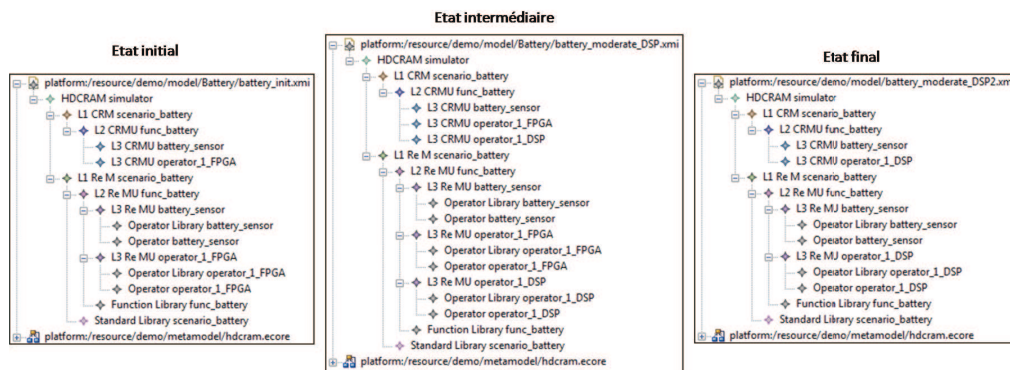 Etat initial
platform:/resource/demo/model/Battery/battery_init.xmi
HDCRAM simulator
L1 CRM scenario_battery
L2 CRMU func_battery
L3 CRMU battery_sensor
L3 CRMU operator_1_FPGA
L1 Re M scenario_battery
L2 Re MU func_battery
L3 Re MU battery_sensor
Operator Library battery_sensor
Operator battery_sensor
L3 Re MU operator_1_FPGA
Operator Library operator_1_FPGA
Operator operator_1_FPGA
Function Library func_battery
Standard Library scenario_battery
platform:/resource/demo/metamodel/hdcram.ecore
Etat intermédiaire
platform:/resource/demo/model/Battery/battery_moderate_DSP.xmi
HDCRAM simulator
L1 CRM scenario_battery
L2 CRMU func_battery
L3 CRMU battery_sensor
L3 CRMU operator_1_FPGA
L3 CRMU operator_1_DSP
L1 Re M scenario_battery
L2 Re MU func_battery
L3 Re MU battery_sensor
Operator Library battery_sensor
Operator battery_sensor
L3 Re MU operator_1_FPGA
Operator Library operator_1_FPGA
Operator operator_1_FPGA
L3 Re MU operator_1_DSP
Operator Library operator_1_DSP
Operator operator_1_DSP
Function Library func_battery
Standard Library scenario_battery
platform:/resource/demo/metamodel/hdcram.ecore
Etat final
platform:/resource/demo/model/Battery/battery_moderate_DSP2.xm
HDCRAM simulator
L1 CRM scenario_battery
L2 CRMU func_battery
L3 CRMU battery_sensor
L3 CRMU operator_1_DSP
L1 Re M scenario_battery
L2 Re MU func_battery
L3 Re MU battery_sensor
Operator Library battery_sensor
Operator battery_sensor
L3 Re MU operator_1_DSP
Operator Library operator_1_DSP
Operator operator_1_DSP
Function Library func_battery
Standard Library scenario_battery
platform:/resource/demo/metamodel/hdcram.ecore